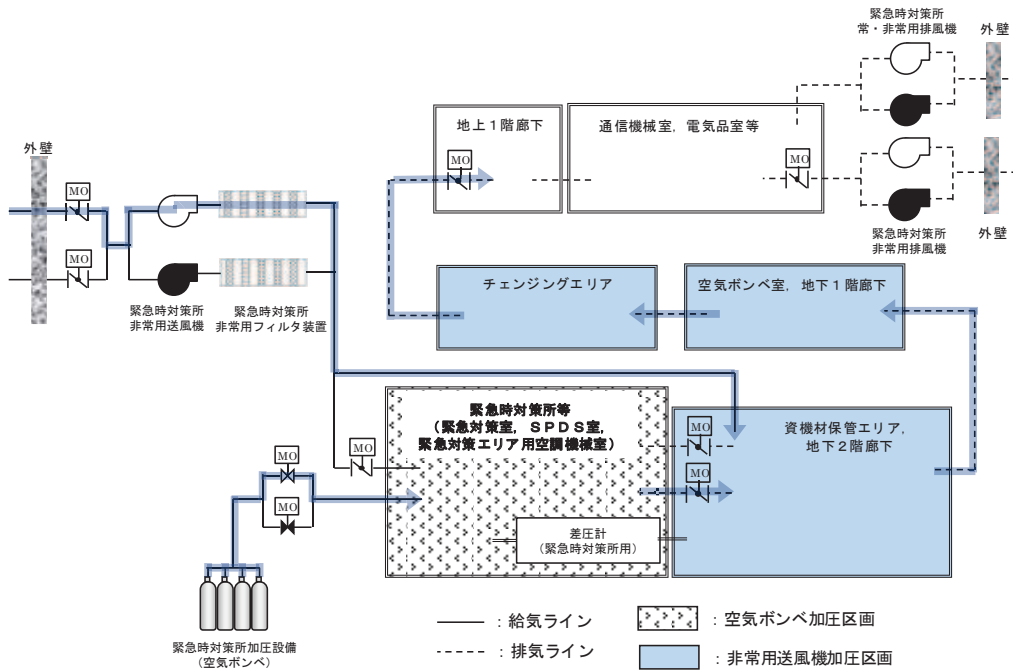 緊急時対策所
常・非常用排風機
外壁
地上１階廊下
通信機械室，電気品室等
MO
MO
外壁
MO
MO
緊急時対策所
非常用送風機
緊急時対策所
非常用フィルタ装置
緊急時対策所
非常用排風機
外壁
チェンジングエリア
空気ボンベ室，地下１階廊下
緊急時対策所等
（緊急対策室，ＳＰＤＳ室，
緊急対策エリア用空調機械室）
MO
MO
MO
資機材保管エリア，
地下２階廊下
MO
MO
差圧計
（緊急時対策所用）
緊急時対策所加圧設備
（空気ボンベ）
：給気ライン
：排気ライン
：空気ボンベ加圧区画
：非常用送風機加圧区画